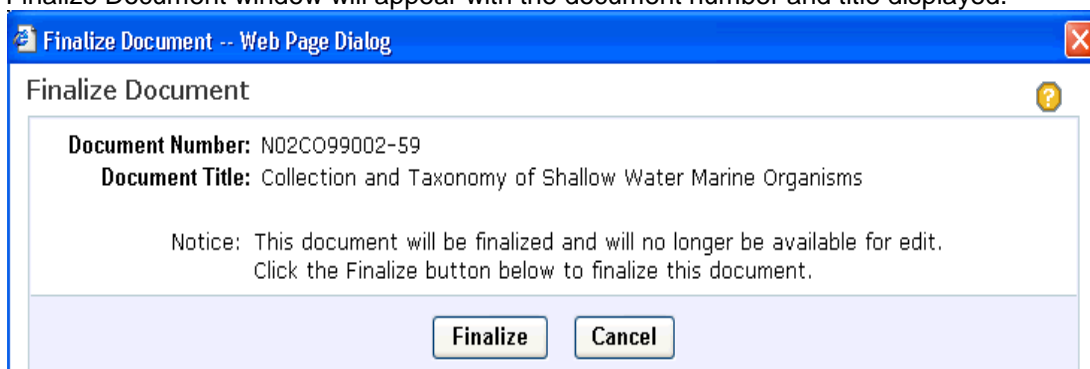 Finalize Document window will appear with the document number and title displayed.
Finalize Document -- Web Page Dialog
Finalize Document
?
Document Number: N02CO99002-59
Document Title: Collection and Taxonomy of Shallow Water Marine Organisms
Notice: This document will be finalized and will no longer be available for edit.
Click the Finalize button below to finalize this document.
Finalize Cancel